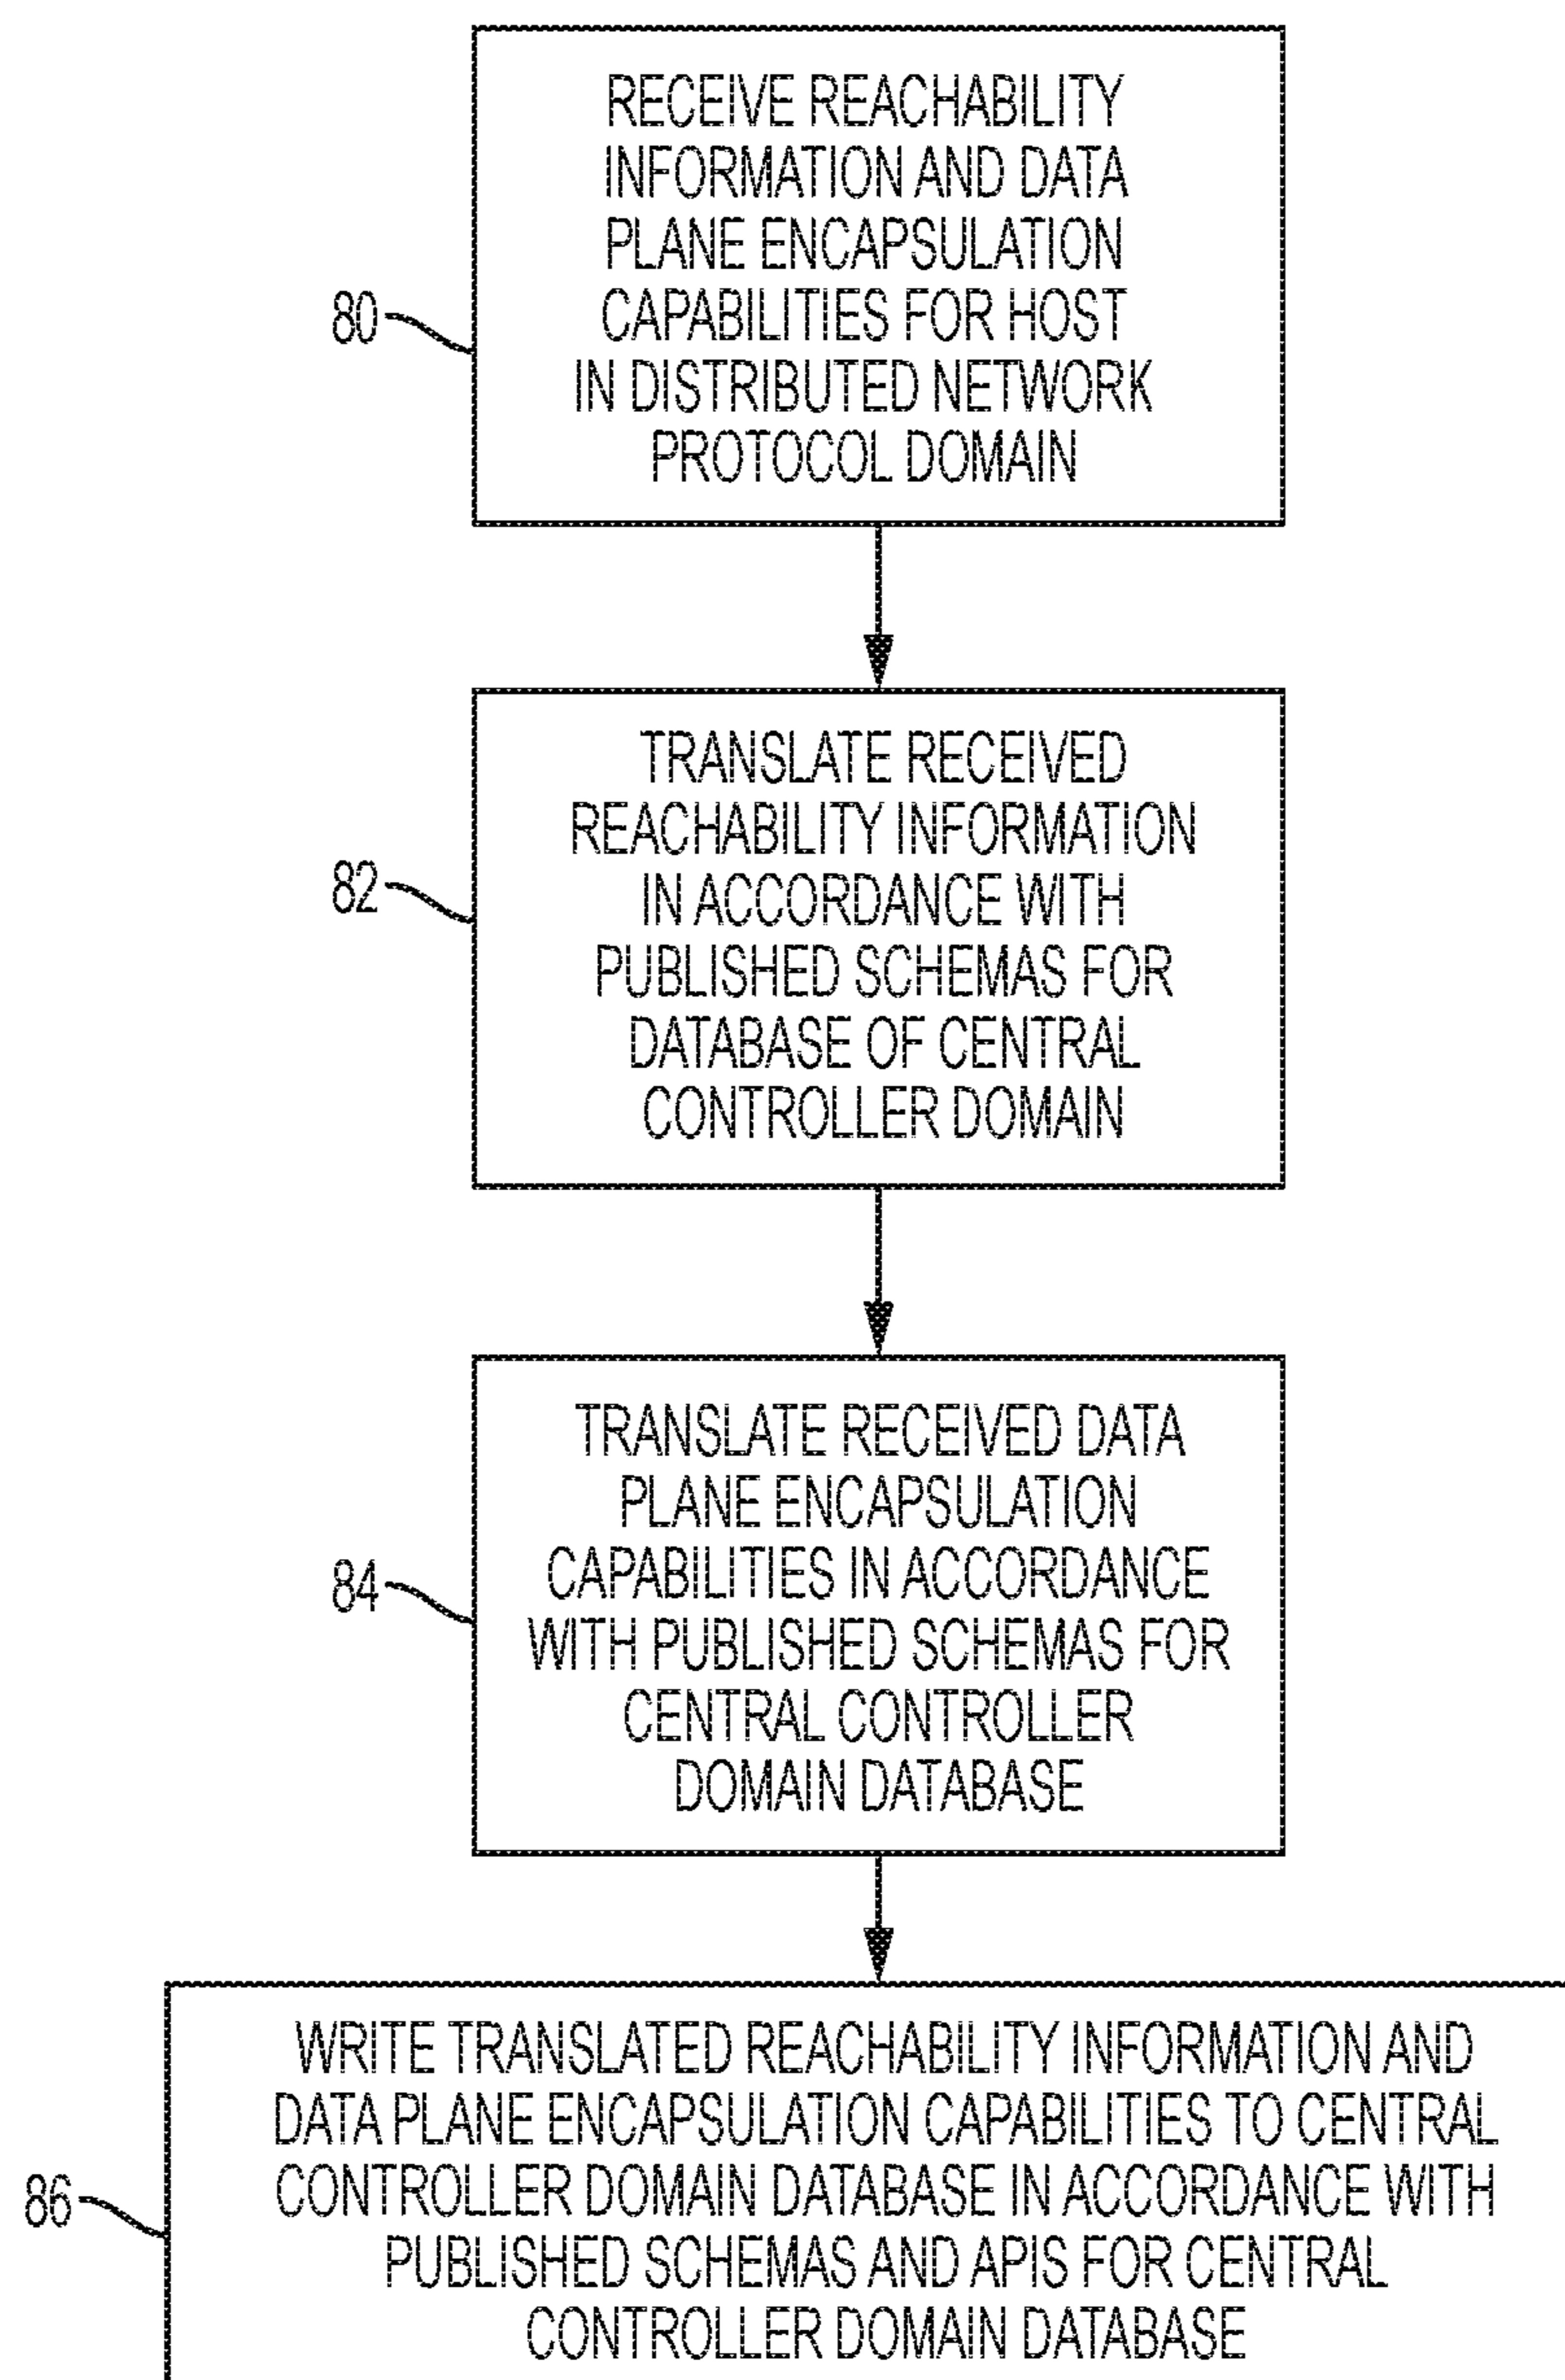 RECEIVE REACHABILITY
INFORMATION AND DATA
PLANE ENCAPSULATION
CAPABILITIES FOR HOST
IN DISTRIBUTED NETWORK
PROTOCOL DOMAIN
80
TRANSLATE RECEIVED
REACHABILITY INFORMATION
IN ACCORDANCE WITH
PUBLISHED SCHEMAS FOR
DATABASE OF CENTRAL
CONTROLLER DOMAIN
82
TRANSLATE RECEIVED DATA
PLANE ENCAPSULATION
CAPABILITIES IN ACCORDANCE
WITH PUBLISHED SCHEMAS FOR
CENTRAL CONTROLLER
DOMAIN DATABASE
84
WRITE TRANSLATED REACHABILITY INFORMATION AND
DATA PLANE ENCAPSULATION CAPABILITIES TO CENTRAL
CONTROLLER DOMAIN DATABASE IN ACCORDANCE WITH
PUBLISHED SCHEMAS AND APIS FOR CENTRAL
CONTROLLER DOMAIN DATABASE
86